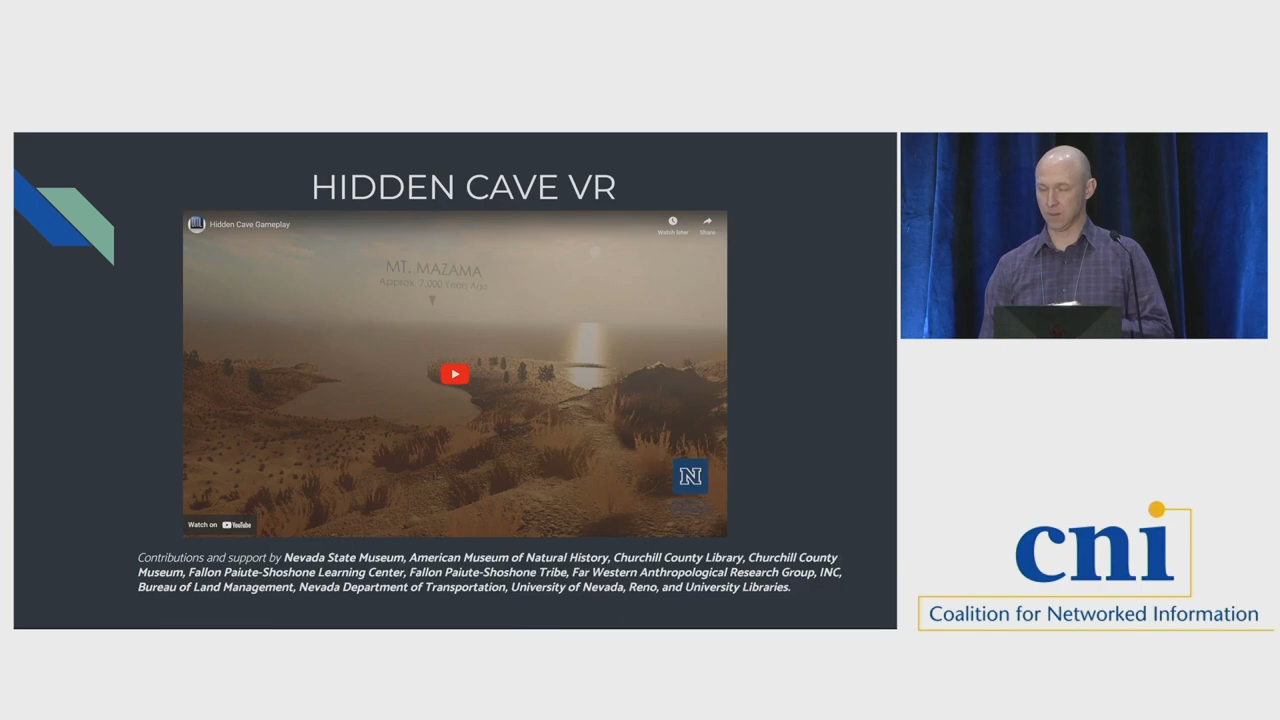 HIDDEN CAVE VR
Hidden Cave Gameplay
Watch later
Share
MT. MAZAMA
Approx. 7,000 Years Ago
N
Watch on YouTube
Contributions and support by Nevada State Museum, American Museum of Natural History, Churchill County Library, Churchill County
Museum, Fallon Paiute-Shoshone Learning Center, Fallon Paiute-Shoshone Tribe, Far Western Anthropological Research Group, INC,
Bureau of Land Management, Nevada Department of Transportation, University of Nevada, Reno, and University Libraries.
cni
Coalition for Networked Information